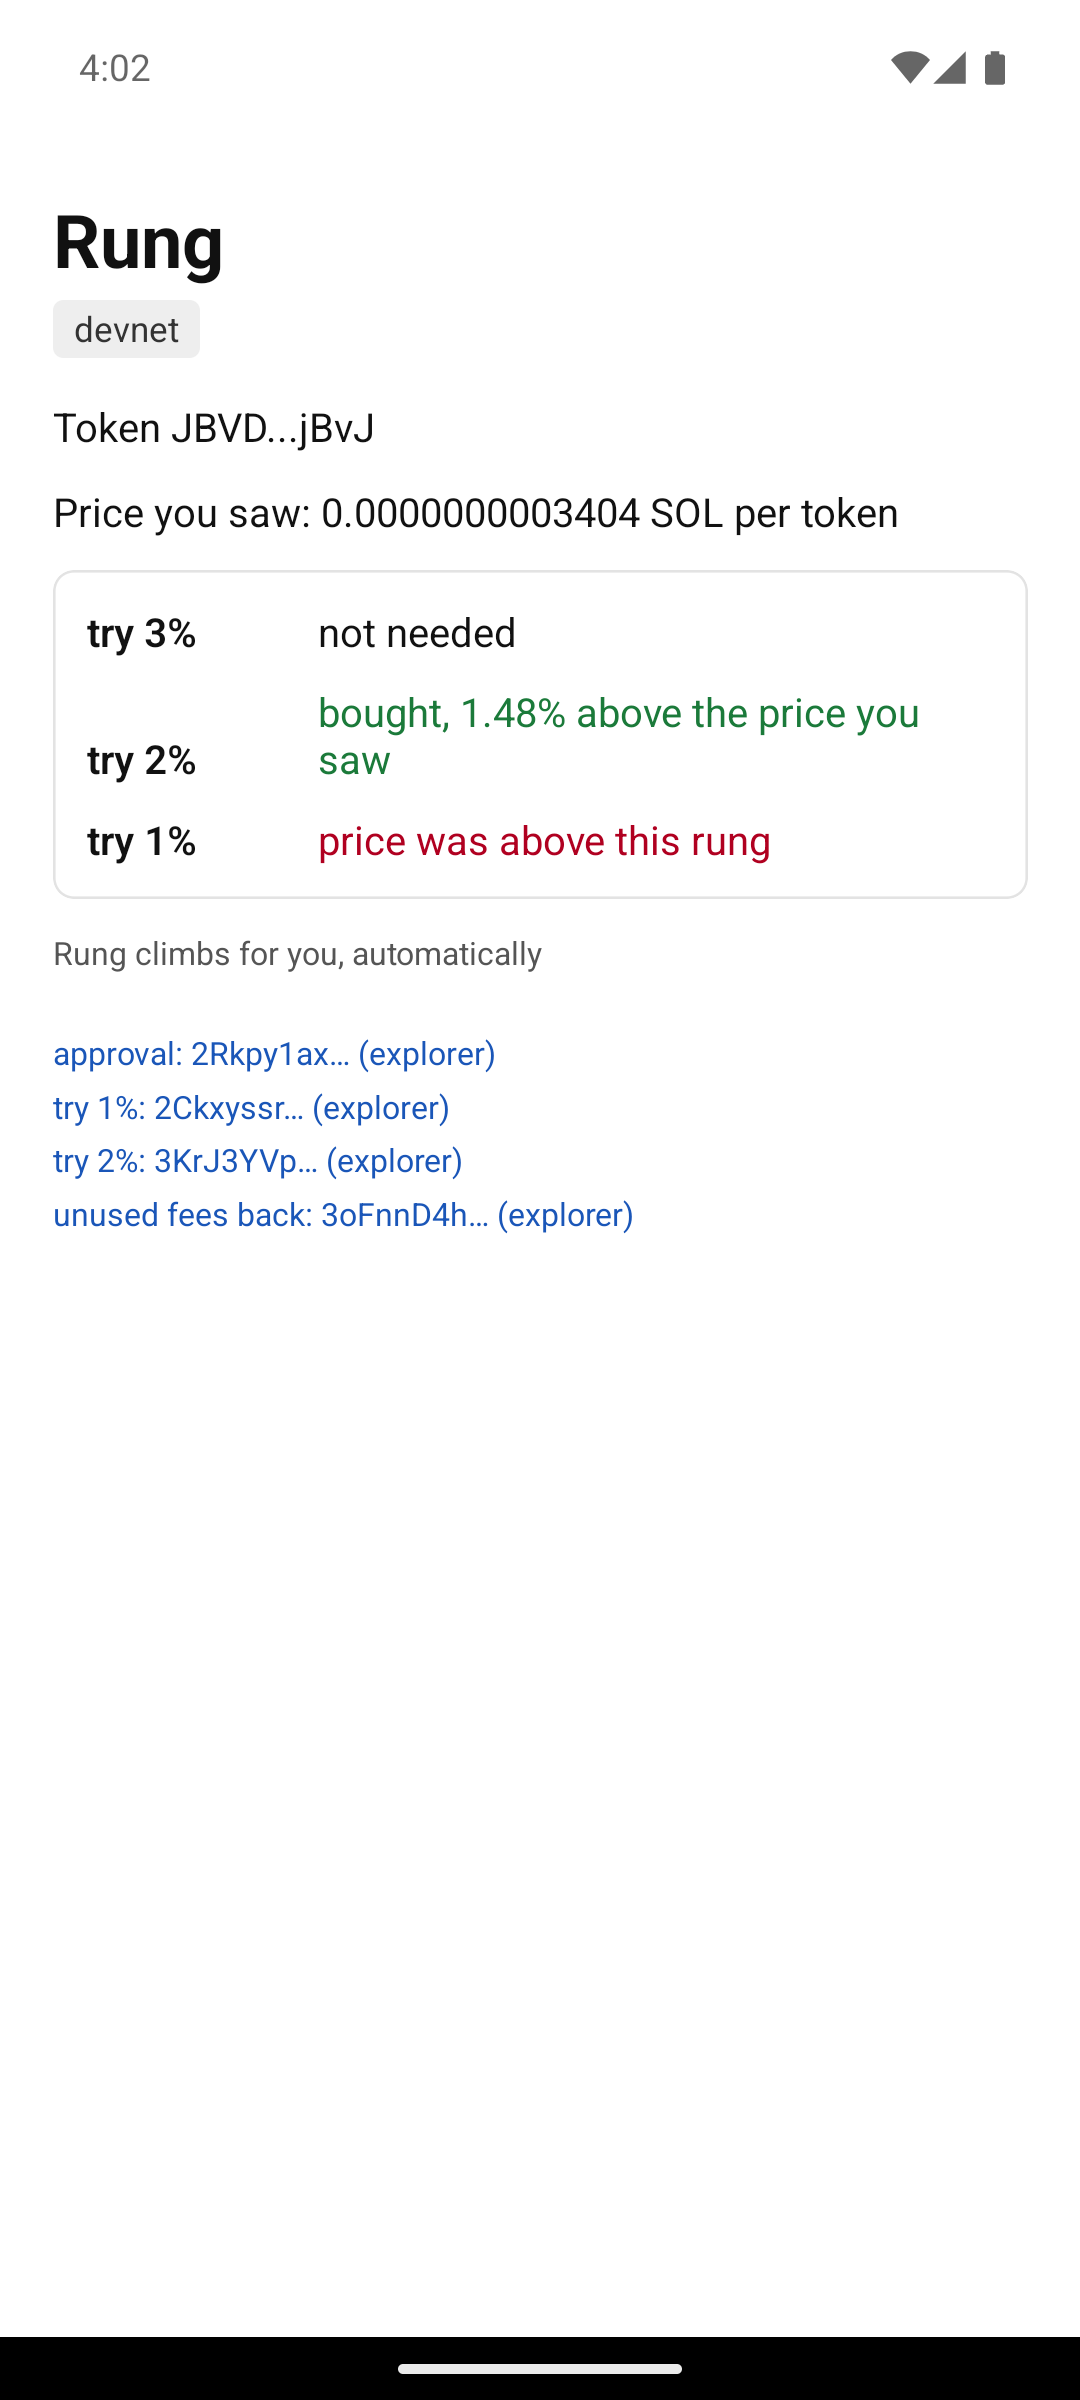 4:02
Rung
devnet
Token JBVD...jBvJ
Price you saw: 0.0000000003404 SOL per token
try 3% not needed
try 2% bought, 1.48% above the price you
saw
try 1% price was above this rung
Rung climbs for you, automatically
approval: 2Rkpy1ax… (explorer)
try 1%: 2Ckxyssr… (explorer)
try 2%: 3KrJ3YVp… (explorer)
unused fees back: 3oFnnD4h… (explorer)